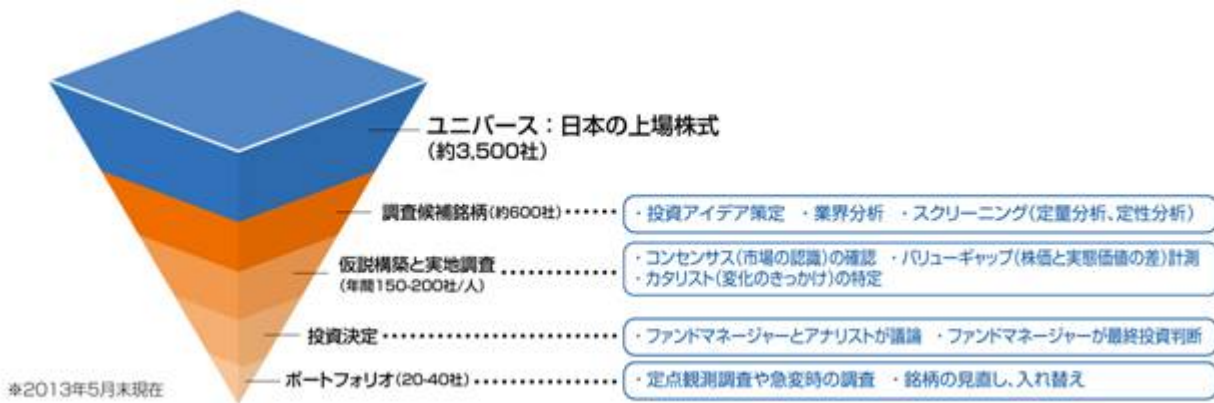 ユニバース：日本の上場株式
(約3,500社)
調査候補銘柄(約600社)
・投資アイデア策定 ・業界分析 ・スクリーニング(定量分析、定性分析)
仮説構築と実地調査
(年間150-200社/人)
・コンセンサス(市場の認識)の確認 ・バリューギャップ(株価と実態価値の差)計測
・カタリスト(変化のきっかけ)の特定
投資決定
・ファンドマネージャーとアナリストが議論 ・ファンドマネージャーが最終投資判断
ポートフォリオ(20-40社)
・定点観測調査や急変時の調査 ・銘柄の見直し、入れ替え
※2013年5月末現在